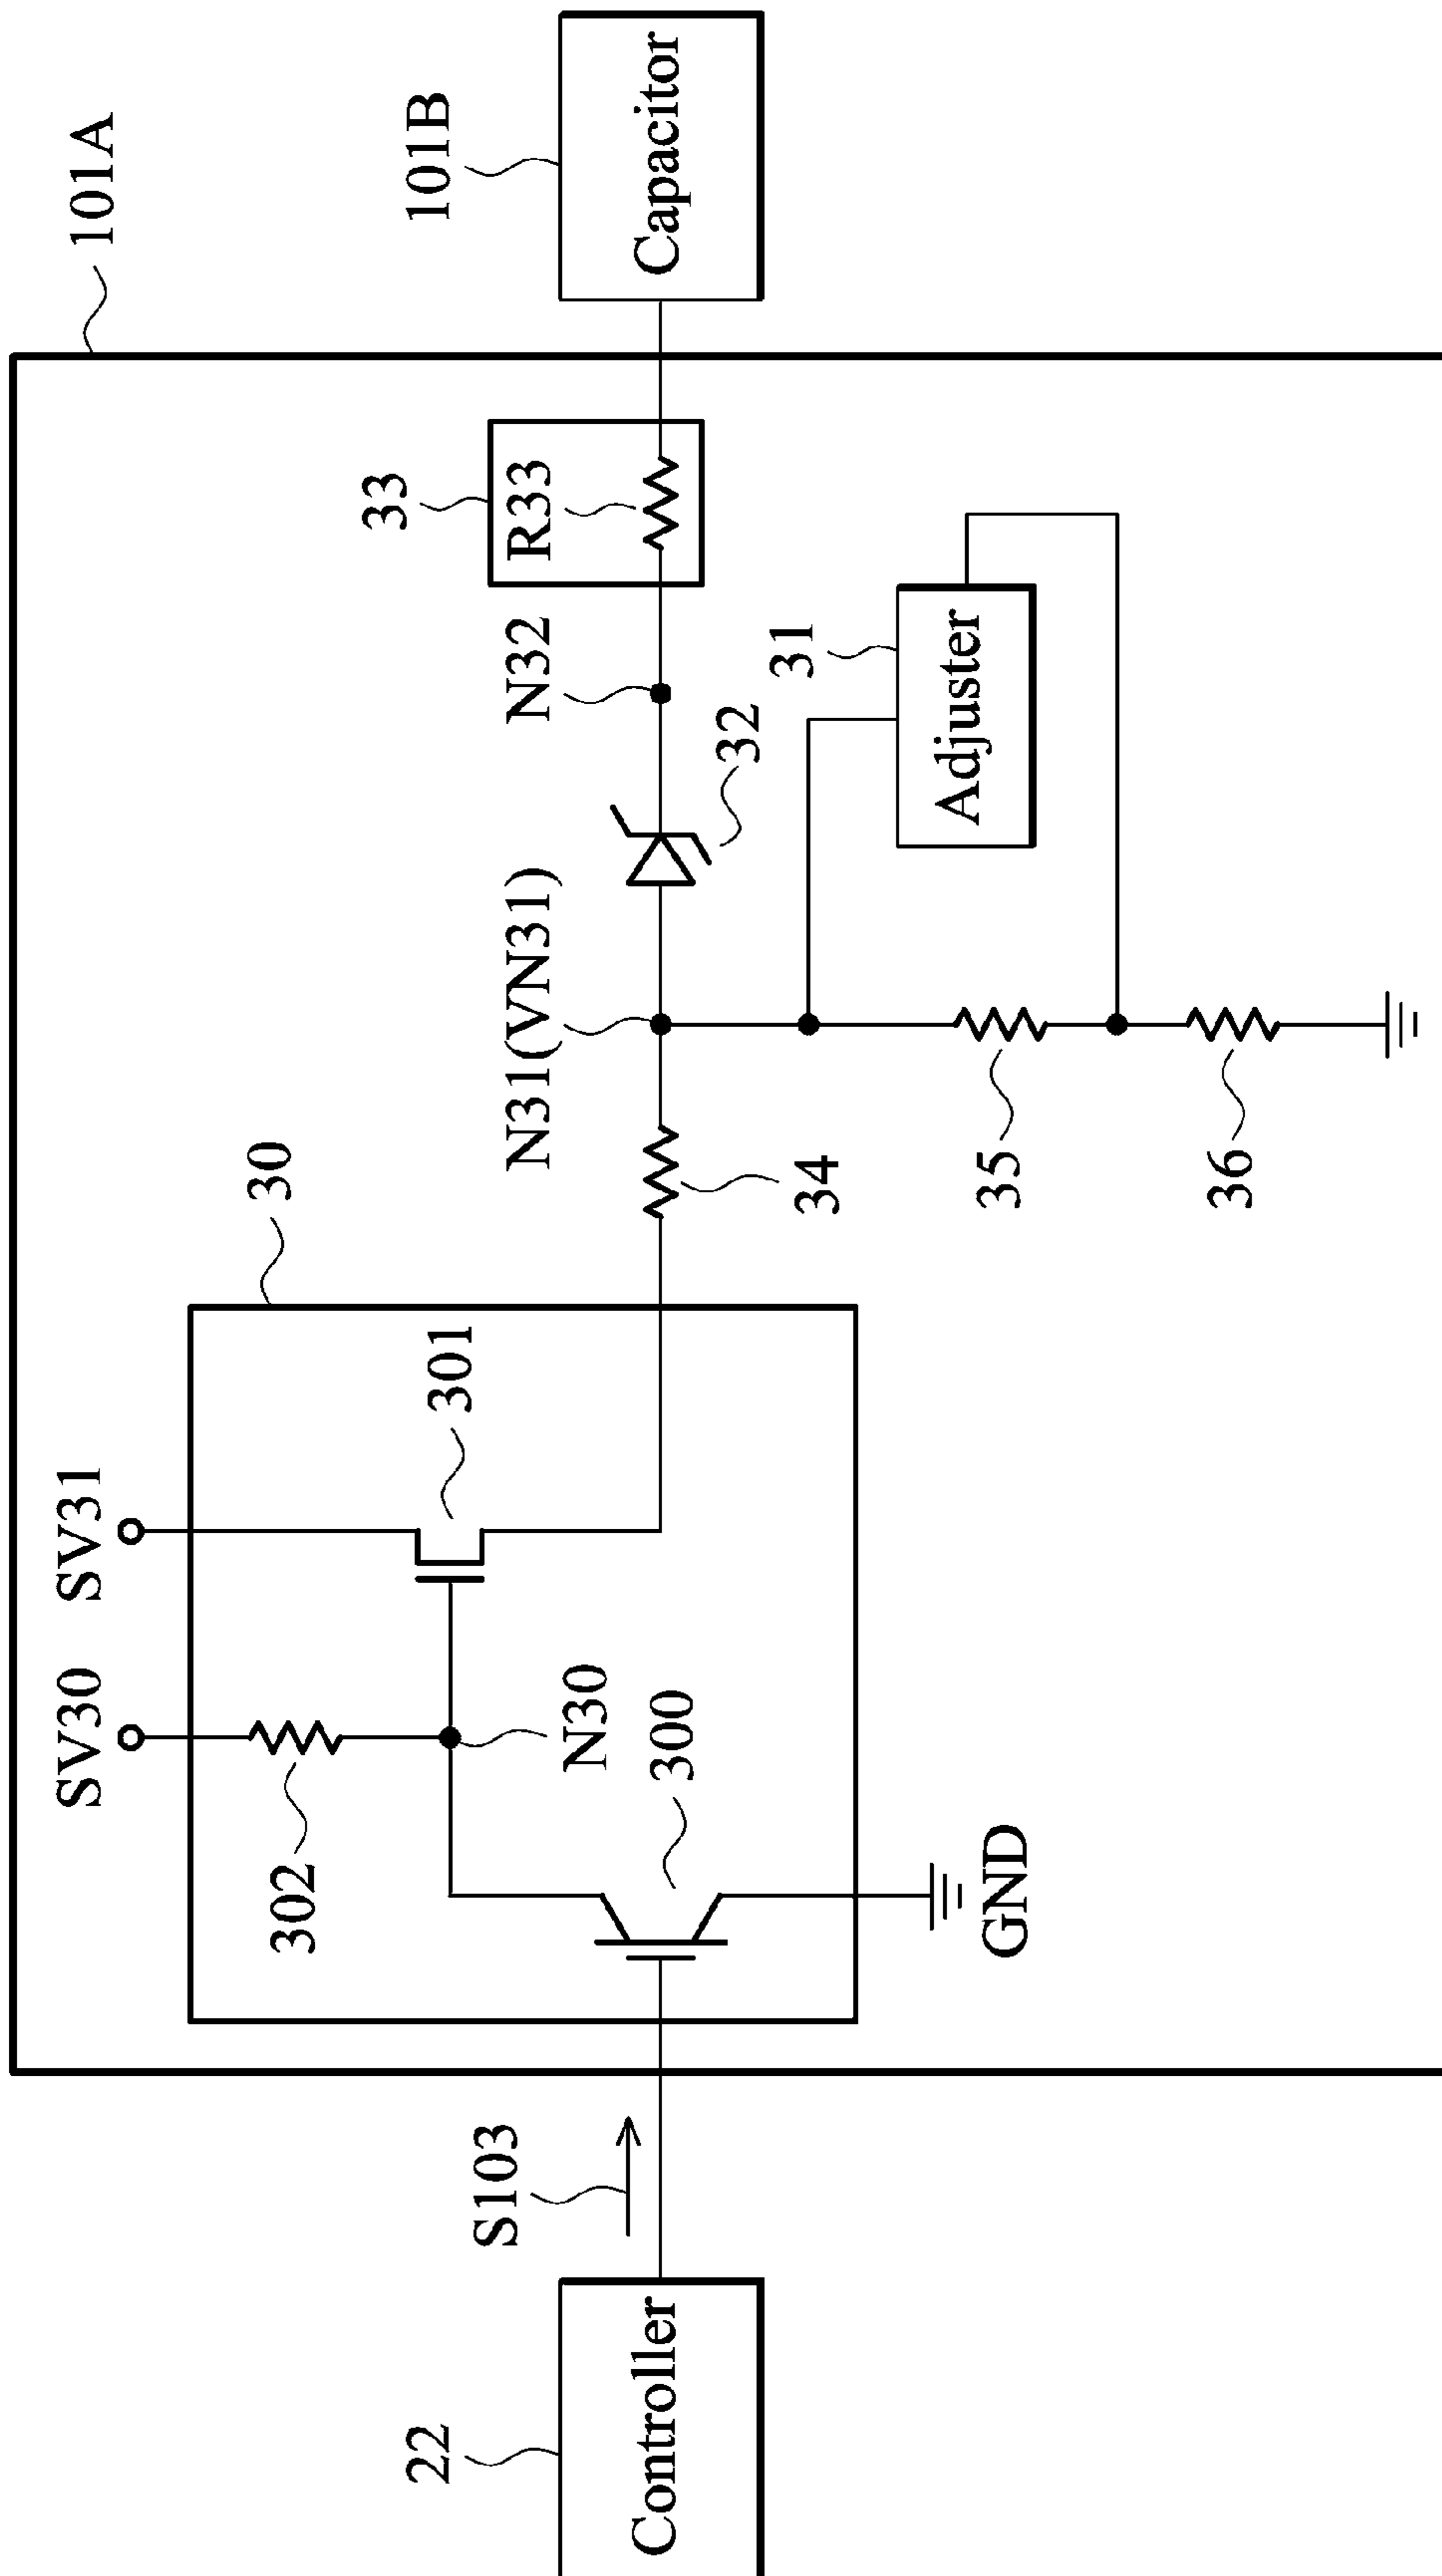 101A
SV30
SV31
30
302
301
N30
300
GND
22
Controller
S103
34
N31(VN31)
35
36
32
N32
31
Adjuster
33
R33
101B
Capacitor